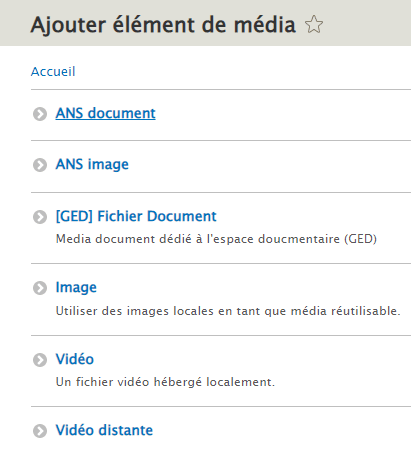 Ajouter élément de média
Accueil
ANS document
ANS image
[GED] Fichier Document
Media document dédié à l'espace doucmentaire (GED)
Image
Utiliser des images locales en tant que média réutilisable.
Vidéo
Un fichier vidéo hébergé localement.
Vidéo distante